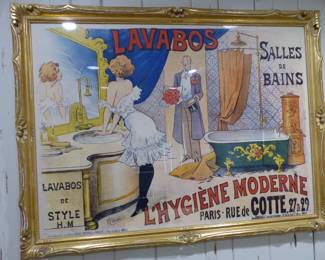 LAVABOS
SALLES
DE
BAINS
LAVABOS
DE
STYLE
H.M
L'HYGIÈNE MODERNE
PARIS · RUE DE COTTE, 27 & 29